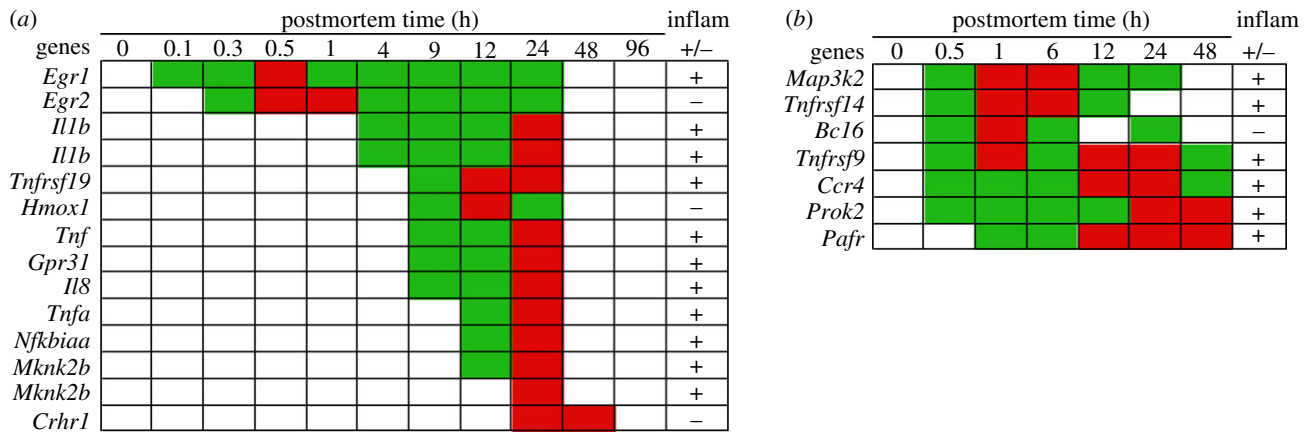 (a) postmortem time (h) inflam
genes 0 0.1 0.3 0.5 1 4 9 12 24 48 96 +/–
Egr1 +
Egr2 –
Il1b +
Il1b +
Tnfrsf19 +
Hmox1 –
Tnf +
Gpr31 +
Il8 +
Tnfa +
Nfkbiaa +
Mknk2b +
Mknk2b +
Crhr1 –
(b) postmortem time (h) inflam
genes 0 0.5 1 6 12 24 48 +/–
Map3k2 +
Tnfrsf14 +
Bc16 –
Tnfrsf9 +
Ccr4 +
Prok2 +
Pafr +